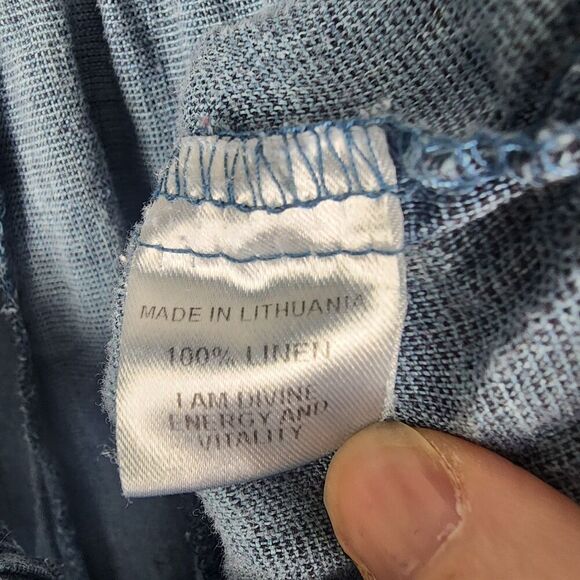 MADE IN LITHUANIA
100% LINEN
I AM DIVINE
ENERGY AND
VITALITY